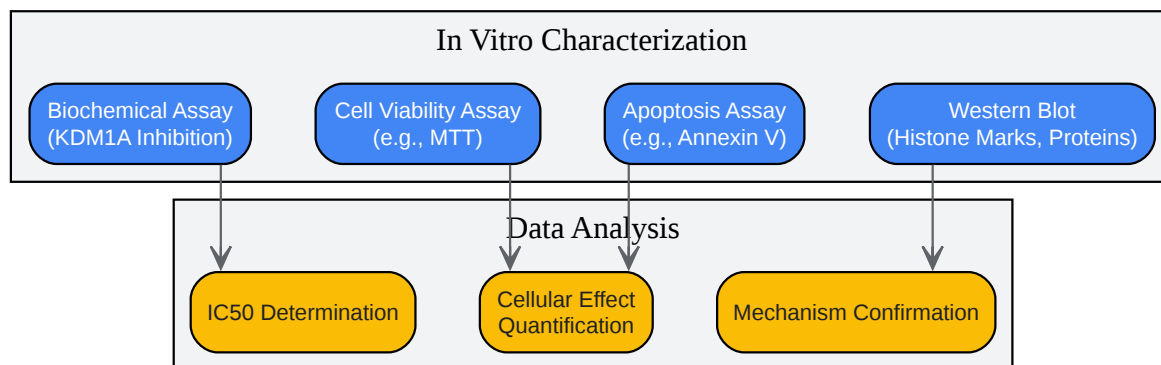 In Vitro Characterization
Biochemical Assay
(KDM1A Inhibition)
Cell Viability Assay
(e.g., MTT)
Apoptosis Assay
(e.g., Annexin V)
Western Blot
(Histone Marks, Proteins)
Data Analysis
IC50 Determination
Cellular Effect
Quantification
Mechanism Confirmation